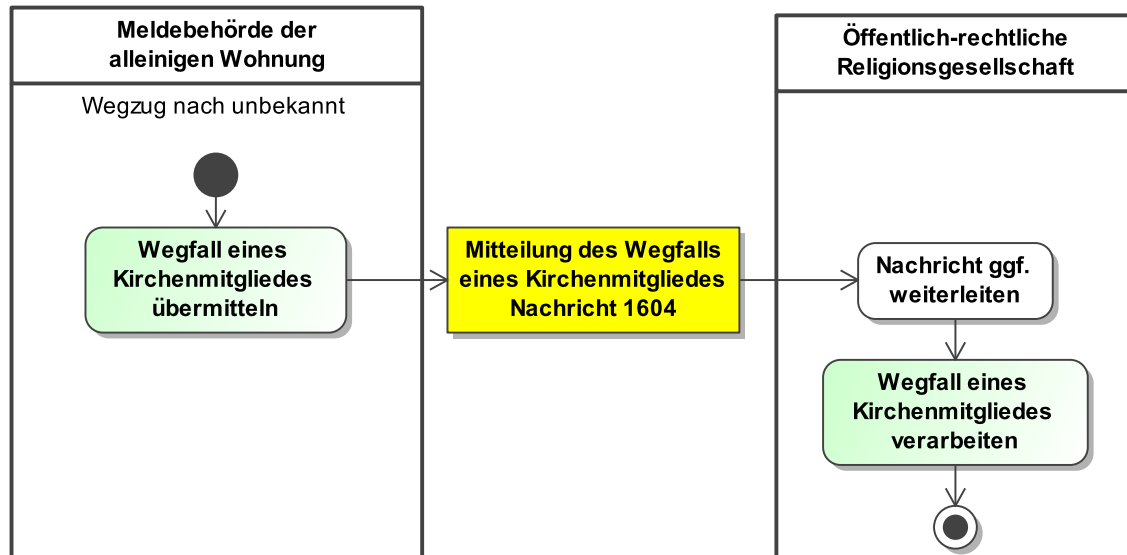 Meldebehörde der
alleinigen Wohnung
Wegzug nach unbekannt
Wegfall eines
Kirchenmitgliedes
übermitteln
Mitteilung des Wegfalls
eines Kirchenmitgliedes
Nachricht 1604
Öffentlich-rechtliche
Religionsgesellschaft
Nachricht ggf.
weiterleiten
Wegfall eines
Kirchenmitgliedes
verarbeiten